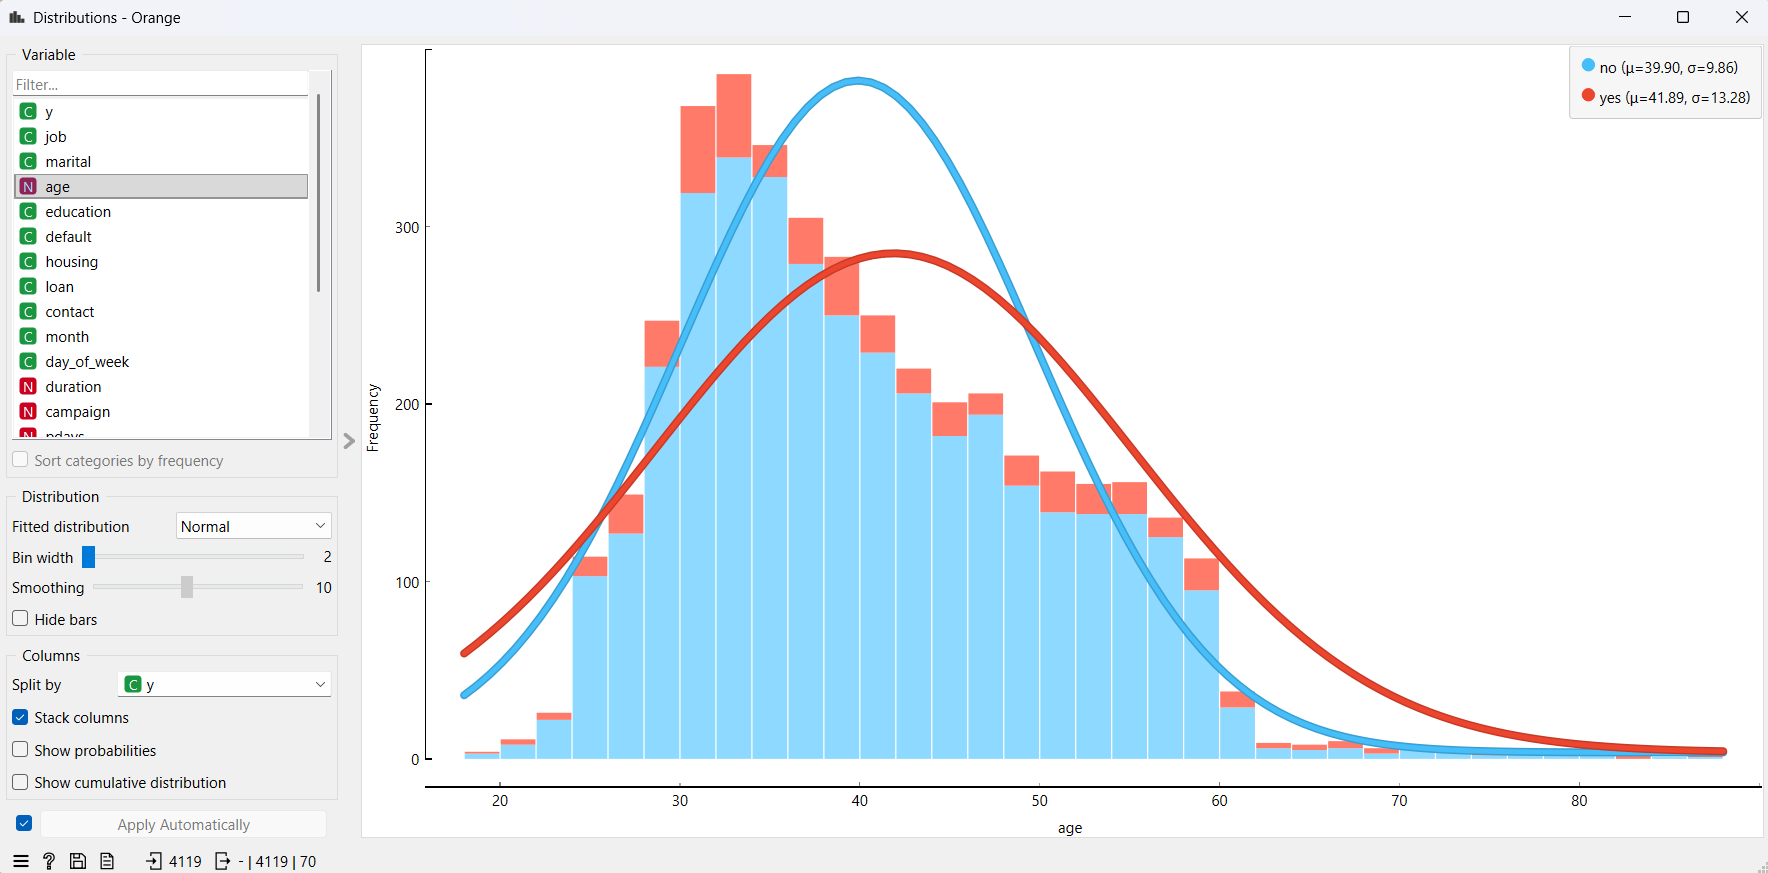 Distributions - Orange
Variable
Filter...
C y
C job
C marital
N age
C education
C default
C housing
C loan
C contact
C month
C day_of_week
N duration
N campaign
N pdays
Sort categories by frequency
Distribution
Fitted distribution Normal
Bin width 2
Smoothing 10
Hide bars
Columns
Split by C y
Stack columns
Show probabilities
Show cumulative distribution
Apply Automatically
4119 - | 4119 | 70
no (μ=39.90, σ=9.86)
yes (μ=41.89, σ=13.28)
Frequency
300
200
100
0
20 30 40 50 60 70 80
age